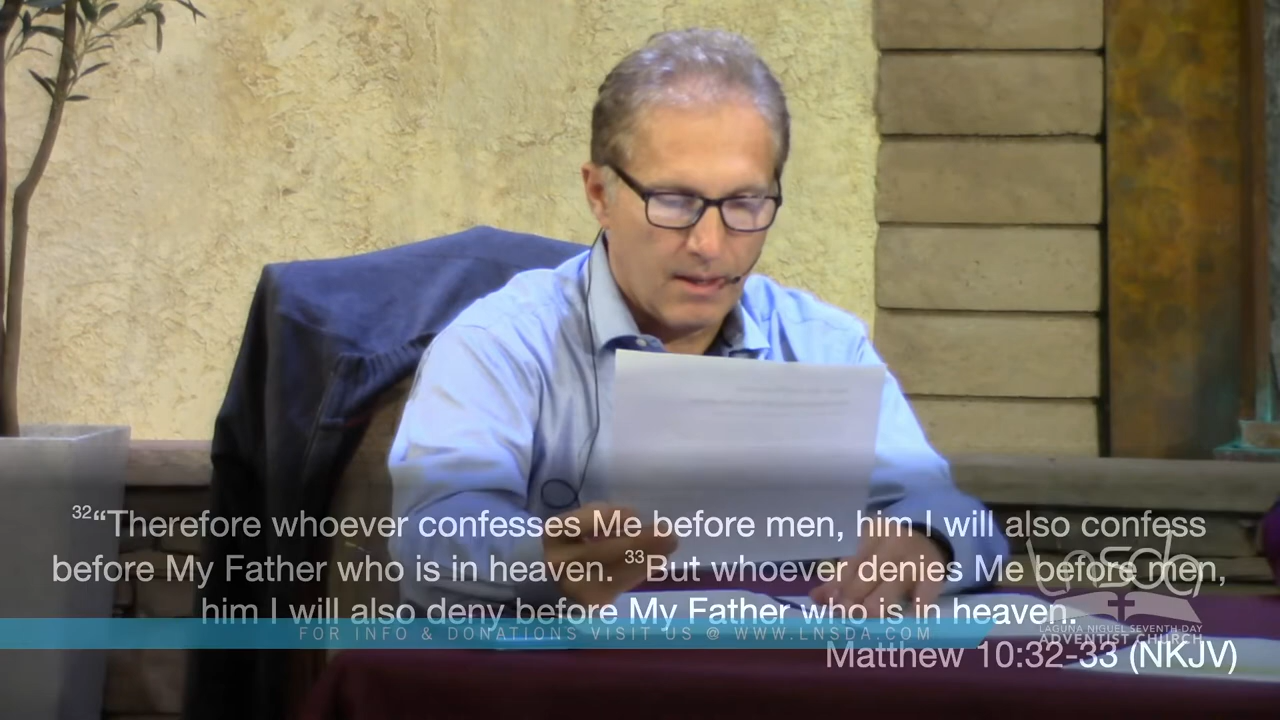 32“Therefore whoever confesses Me before men, him I will also confess
before My Father who is in heaven. 33But whoever denies Me before men,
him I will also deny before My Father who is in heaven.
FOR INFO & DONATIONS VISIT US @ WWW.LNSDA.COM
Matthew 10:32-33 (NKJV)
Lnsda
LAGUNA NIGUEL SEVENTH-DAY
ADVENTIST CHURCH